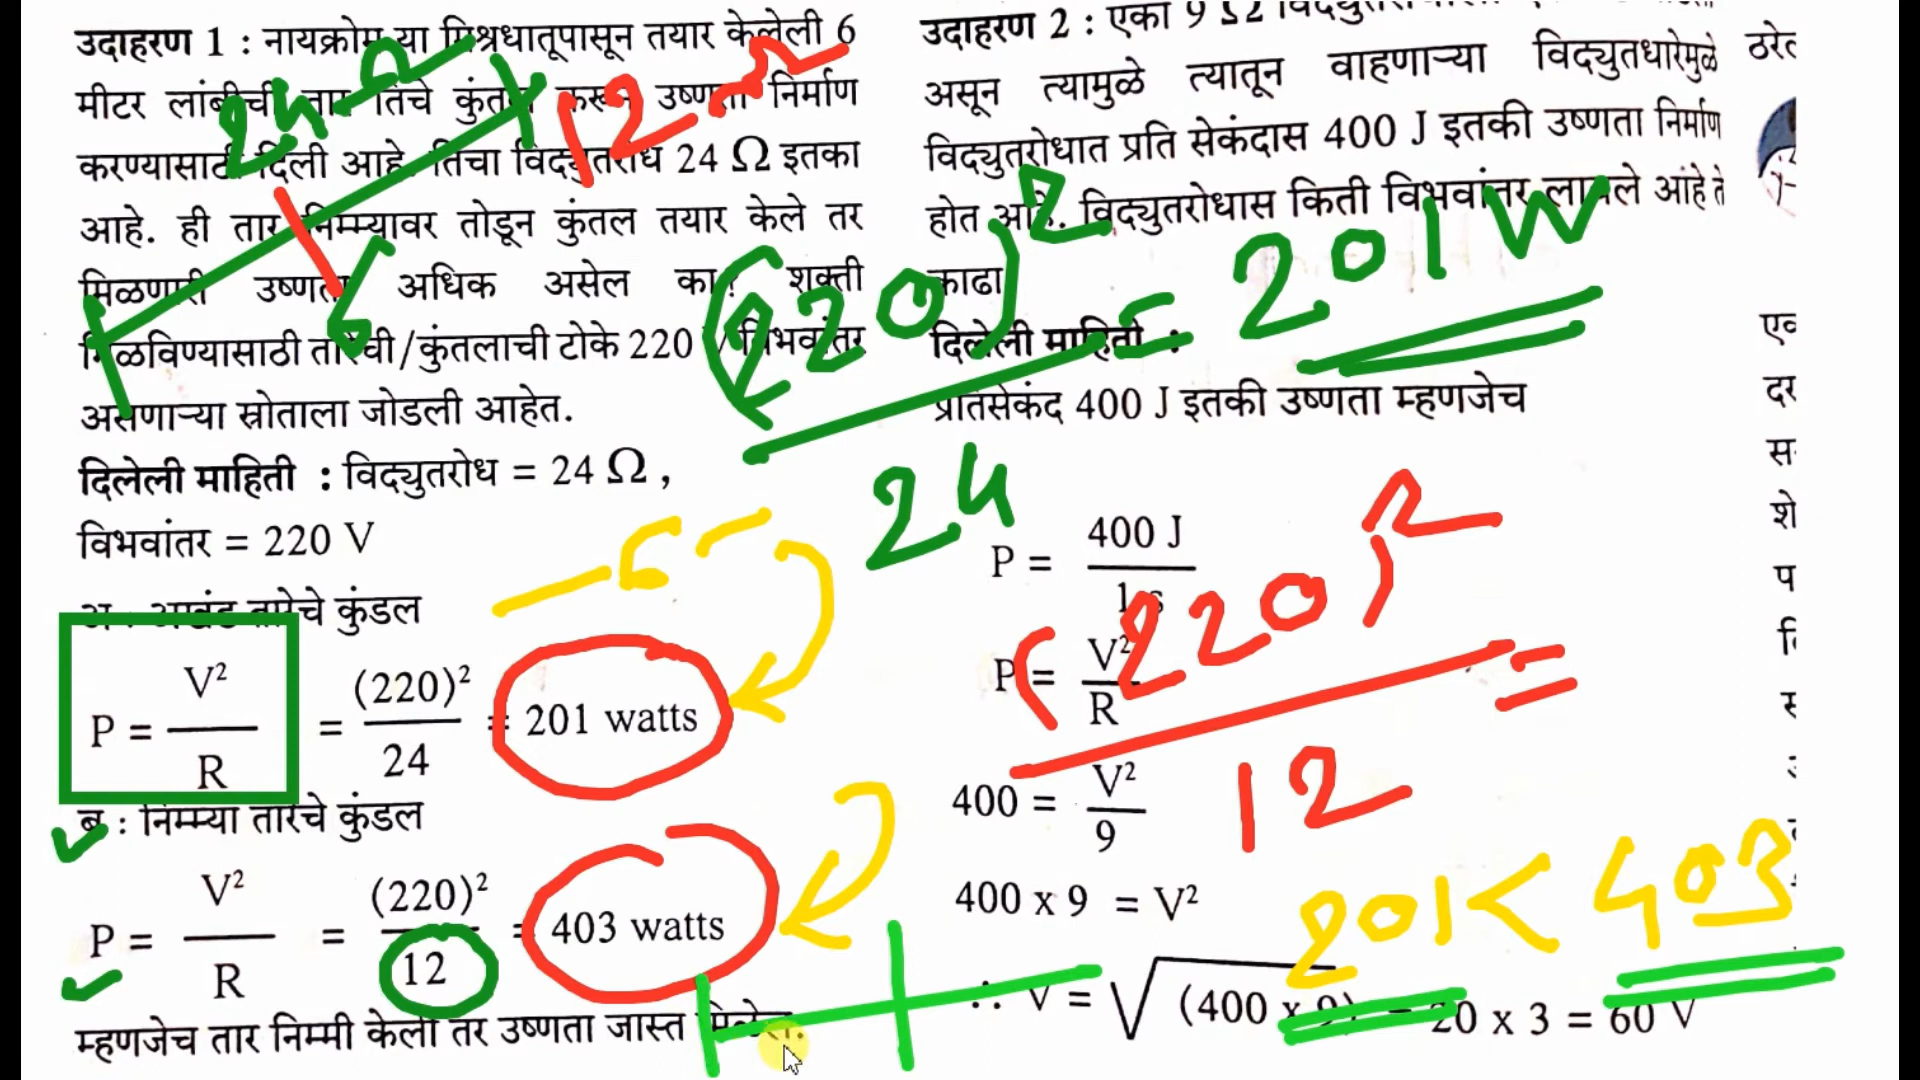 उदाहरण 1 : नायक्रोम या मिश्रधातूपासून तयार केलेली 6
मीटर लांबीची तार तिचे कुंतल करून उष्णता निर्माण
करण्यासाठी दिली आहे. तिचा विद्युतरोध 24 Ω इतका
आहे. ही तार निम्म्यावर तोडून कुंतल तयार केले तर
मिळणारी उष्णता अधिक असेल का? शक्ती
मिळविण्यासाठी तारेची/कुंतलाची टोके 220 V विभवांतर
असणाऱ्या स्रोताला जोडली आहेत.
दिलेली माहिती : विद्युतरोध = 24 Ω ,
विभवांतर = 220 V
अखंड तारेचे कुंडल
P = V² / R = (220)² / 24 = 201 watts
ब : निम्म्या तारेचे कुंडल
P = V² / R = (220)² / 12 = 403 watts
म्हणजेच तार निम्मी केली तर उष्णता जास्त मिळेल.
उदाहरण 2 : एका 9 Ω
असून त्यामुळे त्यातून वाहणाऱ्या विद्युतधारेमुळे
विद्युतरोधात प्रति सेकंदास 400 J इतकी उष्णता निर्माण
होत आहे. विद्युतरोधास किती विभवांतर लावले आहे ते
काढा
दिलेली माहिती :
प्रतिसेकंद 400 J इतकी उष्णता म्हणजेच
P = 400 J / 1 s
P = V² / R
400 = V² / 9
400 x 9 = V²
∴ V = √(400 x 9) = 20 x 3 = 60 V
24 Ω
12 Ω
6
(220)² / 24 = 201 W
(220)² / 12 =
201 < 403